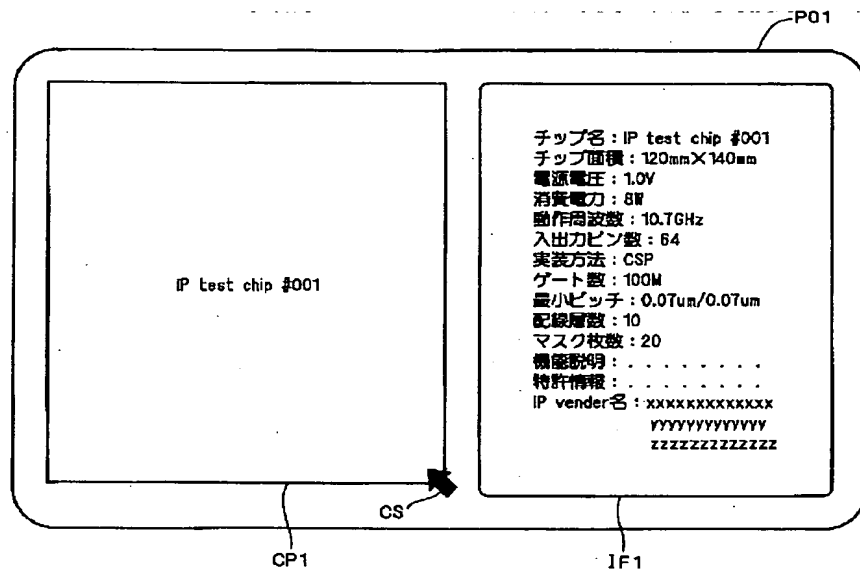 P01
IP test chip #001
チップ名：IP test chip #001
チップ面積：120mm×140mm
電源電圧：1.0V
消費電力：8W
動作周波数：10.7GHz
入出力ピン数：64
実装方法：CSP
ゲート数：100M
最小ピッチ：0.07um/0.07um
配線層数：10
マスク枚数：20
機能説明：. . . . . . . .
特許情報：. . . . . . . .
IP vender名：xxxxxxxxxxxxx
yyyyyyyyyyyyy
zzzzzzzzzzzzz
CS
CP1
IF1